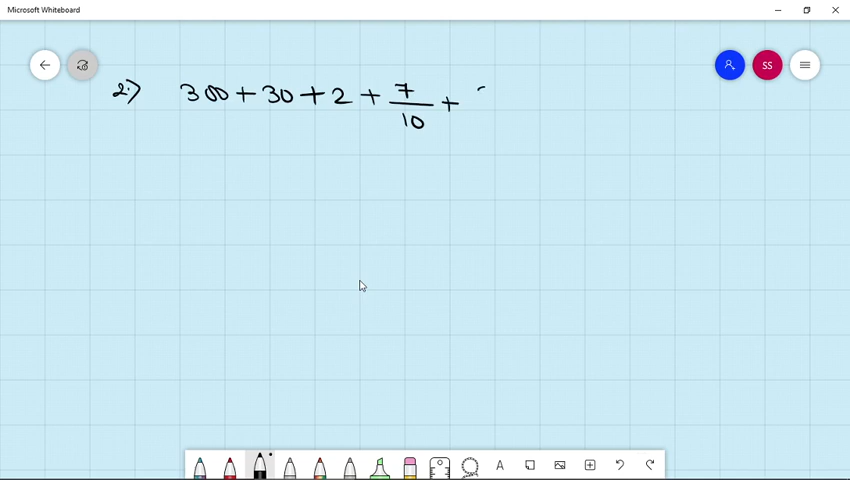 Microsoft Whiteboard
SS
2.) 300 + 30 + 2 + 7/10 +
A